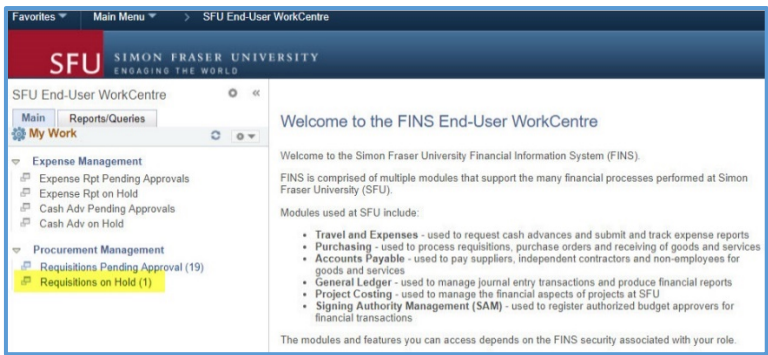 Favorites Main Menu > SFU End-User WorkCentre
SFU SIMON FRASER UNIVERSITY
ENGAGING THE WORLD
SFU End-User WorkCentre «
Main Reports/Queries
My Work
Expense Management
Expense Rpt Pending Approvals
Expense Rpt on Hold
Cash Adv Pending Approvals
Cash Adv on Hold
Procurement Management
Requisitions Pending Approval (19)
Requisitions on Hold (1)
Welcome to the FINS End-User WorkCentre
Welcome to the Simon Fraser University Financial Information System (FINS).
FINS is comprised of multiple modules that support the many financial processes performed at Simon
Fraser University (SFU).
Modules used at SFU include:
• Travel and Expenses - used to request cash advances and submit and track expense reports
• Purchasing - used to process requisitions, purchase orders and receiving of goods and services
• Accounts Payable - used to pay suppliers, independent contractors and non-employees for
goods and services
• General Ledger - used to manage journal entry transactions and produce financial reports
• Project Costing - used to manage the financial aspects of projects at SFU
• Signing Authority Management (SAM) - used to register authorized budget approvers for
financial transactions
The modules and features you can access depends on the FINS security associated with your role.